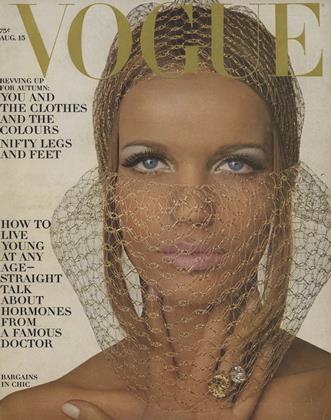 VOGUE
75¢
AUG. 15
REVVING UP
FOR AUTUMN:
YOU AND
THE CLOTHES
AND THE
COLOURS
NIFTY LEGS
AND FEET
HOW TO
LIVE
YOUNG
AT ANY
AGE—
STRAIGHT
TALK
ABOUT
HORMONES
FROM
A FAMOUS
DOCTOR
BARGAINS
IN CHIC